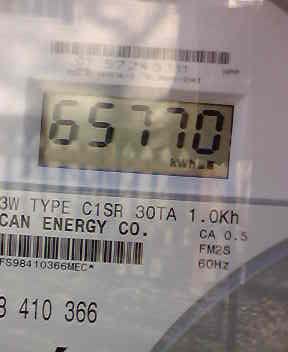 65770
kWh
3W TYPE C1SR 30TA 1.0Kh
CAN ENERGY CO.
CA 0.5
FM2S
60Hz
FS98410366MEC*
8 410 366